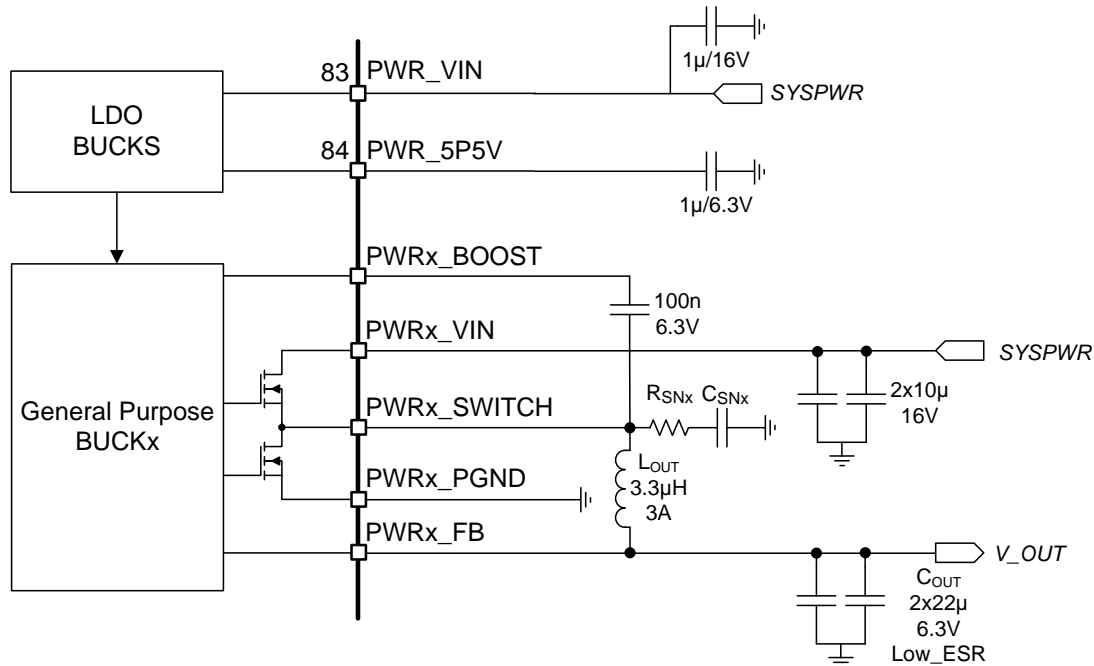 1µ/16V
83 PWR_VIN
SYSPWR
LDO
BUCKS
84 PWR_5P5V
1µ/6.3V
PWRx_BOOST
100n
6.3V
PWRx_VIN
SYSPWR
2x10µ
16V
General Purpose
BUCKx
PWRx_SWITCH
RSNx CSNx
LOUT
3.3µH
3A
PWRx_PGND
PWRx_FB
V_OUT
COUT
2x22µ
6.3V
Low_ESR